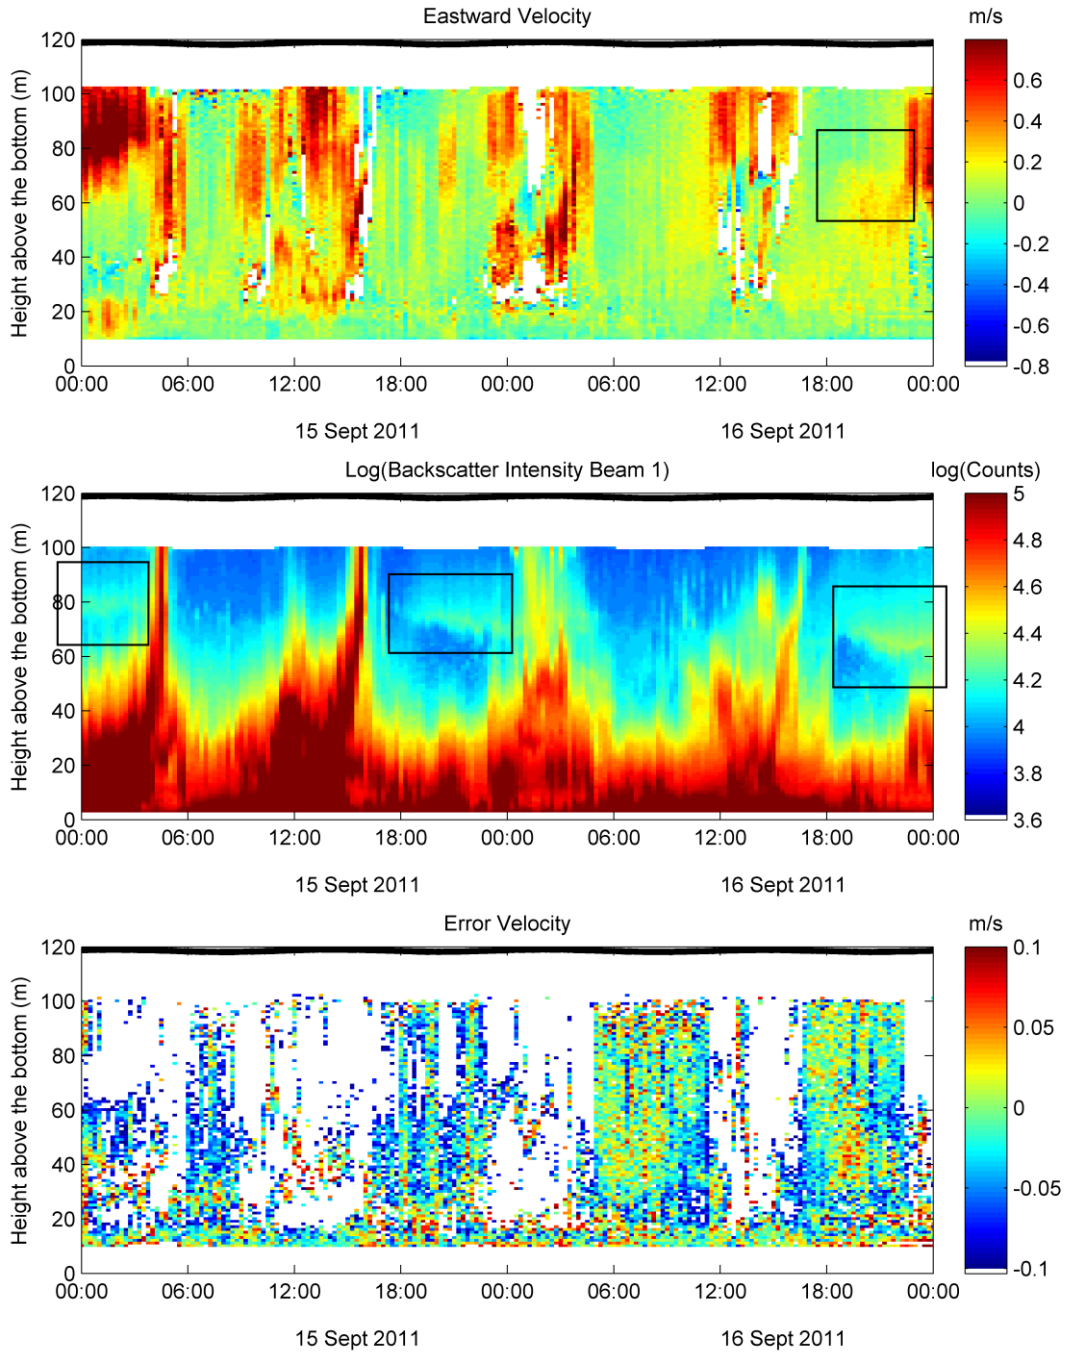 Eastward Velocity
m/s
Height above the bottom (m)
120
100
80
60
40
20
0
00:00 06:00 12:00 18:00 00:00 06:00 12:00 18:00 00:00
15 Sept 2011 16 Sept 2011
0.6
0.4
0.2
0
-0.2
-0.4
-0.6
-0.8
Log(Backscatter Intensity Beam 1)
log(Counts)
Height above the bottom (m)
120
100
80
60
40
20
0
00:00 06:00 12:00 18:00 00:00 06:00 12:00 18:00 00:00
15 Sept 2011 16 Sept 2011
5
4.8
4.6
4.4
4.2
4
3.8
3.6
Error Velocity
m/s
Height above the bottom (m)
120
100
80
60
40
20
0
00:00 06:00 12:00 18:00 00:00 06:00 12:00 18:00 00:00
15 Sept 2011 16 Sept 2011
0.1
0.05
0
-0.05
-0.1